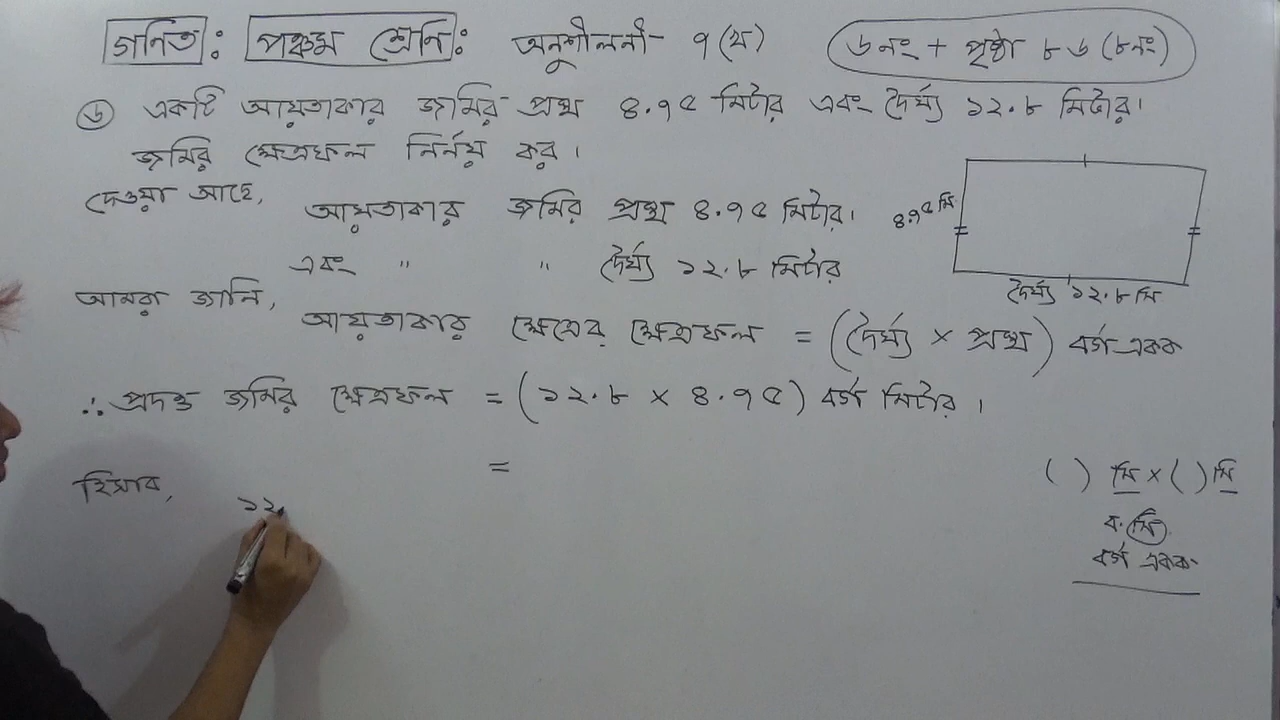 গনিত : পঞ্চম শ্রেনি : অনুশীলনী- ৭(খ) ৬নং + পৃষ্ঠা ৮৬ (৮নং)
৬ একটি আয়তাকার জমির প্রস্থ ৪.৭৫ মিটার এবং দৈর্ঘ্য ১২.৮ মিটার।
জমির ক্ষেত্রফল নির্নয় কর।
দেওয়া আছে,
আয়তাকার জমির প্রস্থ ৪.৭৫ মিটার।
এবং " " দৈর্ঘ্য ১২.৮ মিটার
৪.৭৫ মি
দৈর্ঘ্য ১২.৮ মি
আমরা জানি,
আয়তাকার ক্ষেত্রের ক্ষেত্রফল = (দৈর্ঘ্য × প্রস্থ) বর্গ একক
∴ প্রদত্ত জমির ক্ষেত্রফল = (১২.৮ × ৪.৭৫) বর্গ মিটার।
=
হিসাব,
১২.
( ) মি × ( ) মি
ব. মি
বর্গ একক